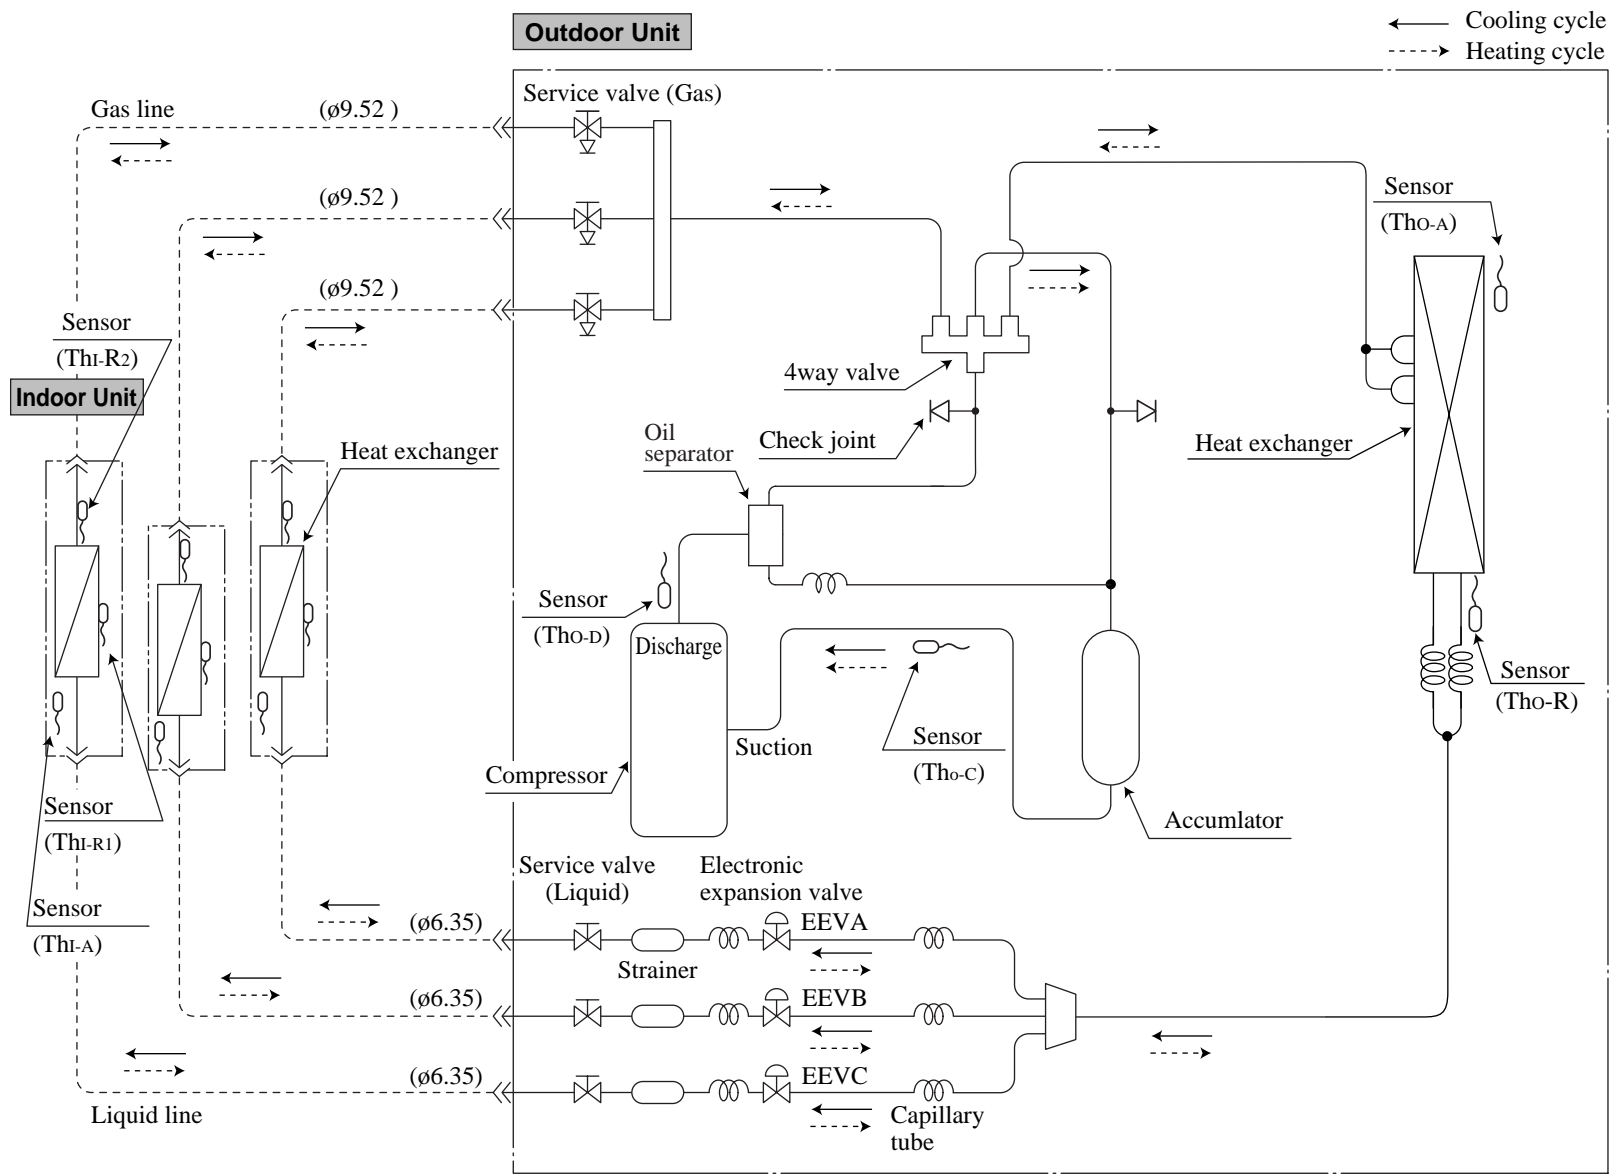 Outdoor Unit
Cooling cycle
Heating cycle
Service valve (Gas)
Gas line
(ø9.52 )
(ø9.52 )
(ø9.52 )
Sensor
(ThO-A)
Sensor
(ThI-R2)
Indoor Unit
4way valve
Check joint
Oil
separator
Heat exchanger
Heat exchanger
Sensor
(ThO-D)
Discharge
Suction
Sensor
(Tho-C)
Sensor
(ThO-R)
Compressor
Accumlator
Sensor
(ThI-R1)
Sensor
(ThI-A)
Service valve
(Liquid)
Electronic
expansion valve
(ø6.35)
EEVA
Strainer
(ø6.35)
EEVB
(ø6.35)
EEVC
Liquid line
Capillary
tube